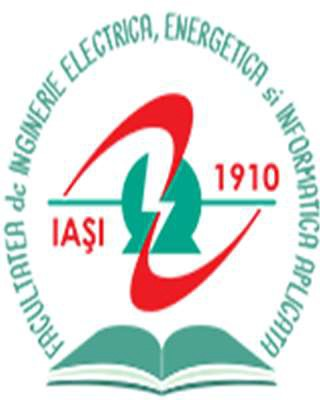 FACULTATEA de INGINERIE ELECTRICA, ENERGETICA si INFORMATICA APLICATA
1910
IAŞI